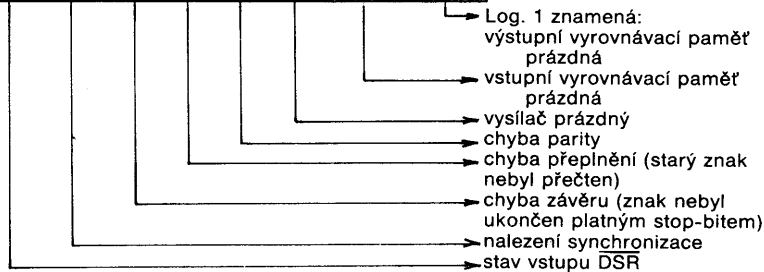 Log. 1 znamená:
výstupní vyrovnávací paměť
prázdná
vstupní vyrovnávací paměť
prázdná
vysílač prázdný
chyba parity
chyba přeplnění (starý znak
nebyl přečten)
chyba závěru (znak nebyl
ukončen platným stop-bitem)
nalezení synchronizace
stav vstupu D̅S̅R̅